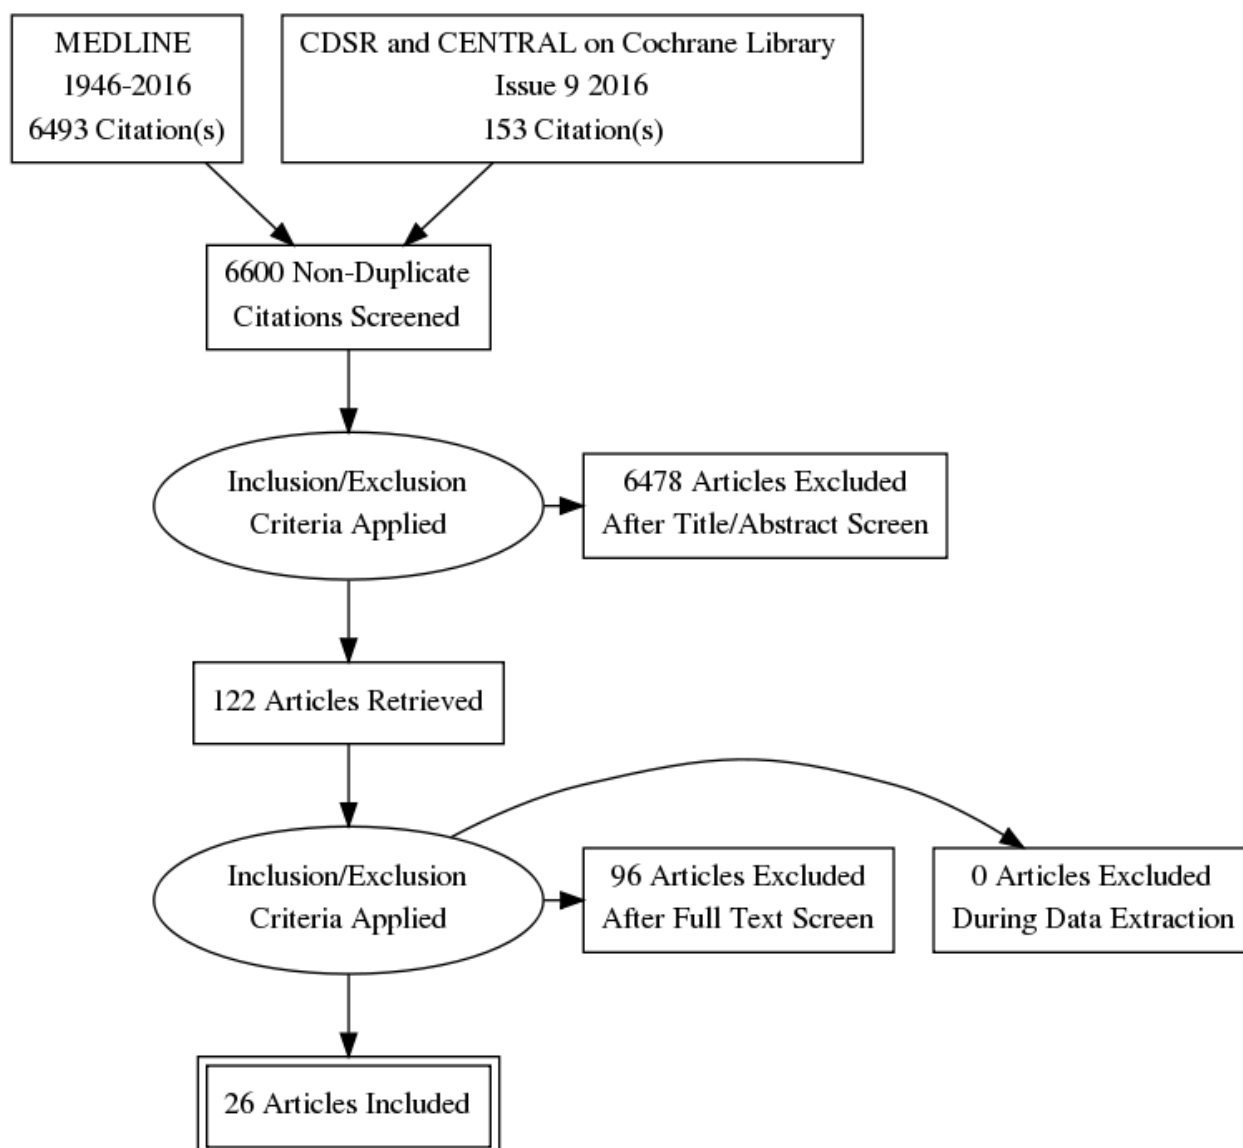 MEDLINE
1946-2016
6493 Citation(s)
CDSR and CENTRAL on Cochrane Library
Issue 9 2016
153 Citation(s)
6600 Non-Duplicate
Citations Screened
Inclusion/Exclusion
Criteria Applied
6478 Articles Excluded
After Title/Abstract Screen
122 Articles Retrieved
Inclusion/Exclusion
Criteria Applied
96 Articles Excluded
After Full Text Screen
0 Articles Excluded
During Data Extraction
26 Articles Included